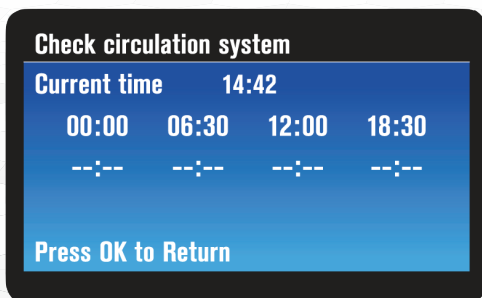 Check circulation system
Current time 14:42
00:00 06:30 12:00 18:30
--:-- --:-- --:-- --:--
Press OK to Return